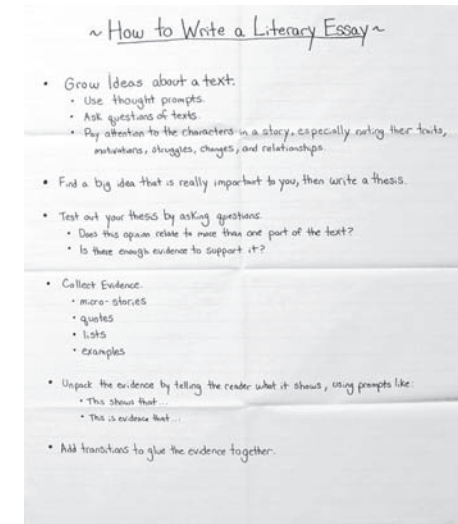 ~ How to Write a Literary Essay ~
• Grow Ideas about a text.
• Use thought prompts.
• Ask questions of texts.
• Pay attention to the characters in a story, especially noting their traits,
motivations, struggles, changes, and relationships.
• Find a big idea that is really important to you, then write a thesis.
• Test out your thesis by asking questions.
• Does this opinion relate to more than one part of the text?
• Is there enough evidence to support it?
• Collect Evidence.
• micro-stories
• quotes
• lists
• examples
• Unpack the evidence by telling the reader what it shows, using prompts like:
• This shows that...
• This is evidence that...
• Add transitions to glue the evidence together.